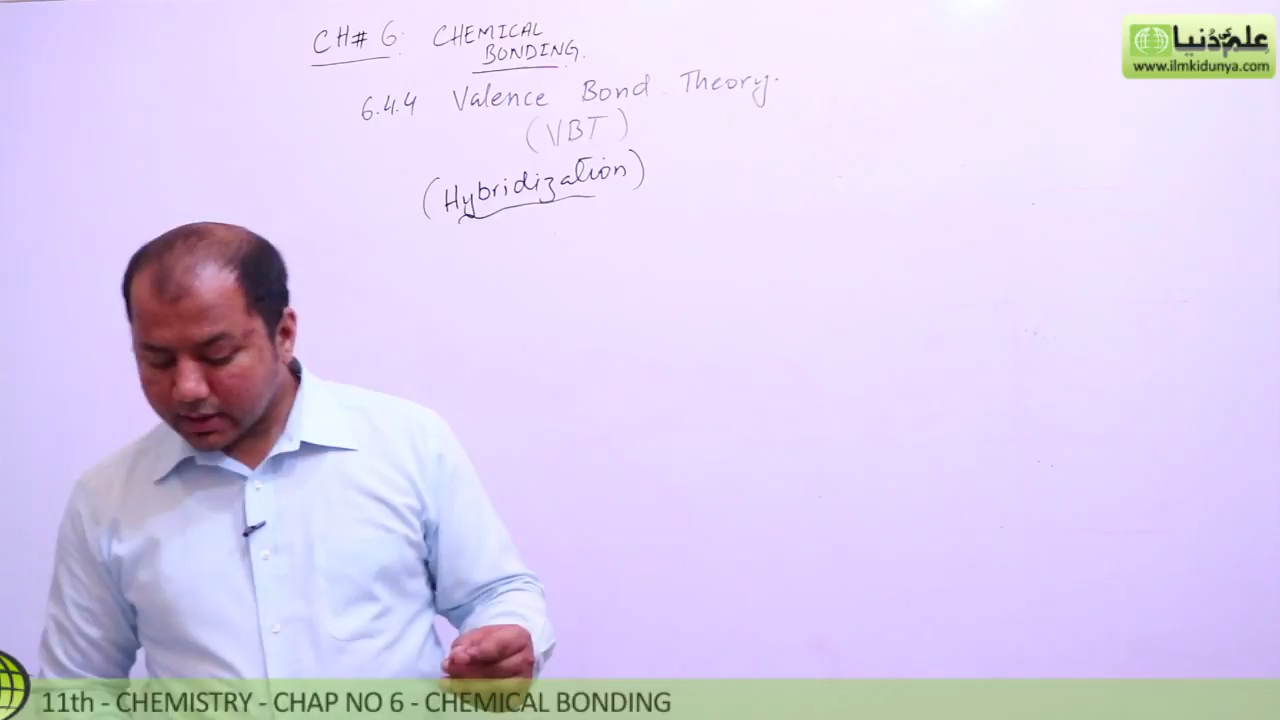 CH# 6. CHEMICAL
BONDING.
6.4.4 Valence Bond Theory.
(VBT)
(Hybridization)
علم کی دنیا
www.ilmkidunya.com
11th - CHEMISTRY - CHAP NO 6 - CHEMICAL BONDING